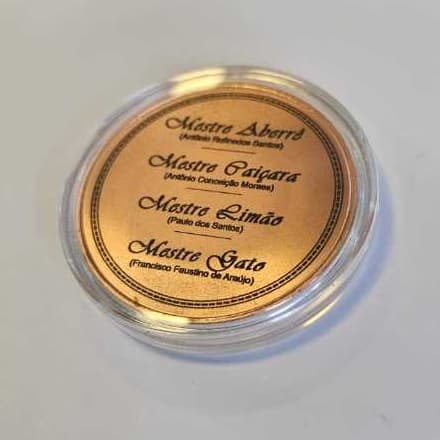 Mestre Aberrê
(Antônio Rufinedos Santos)
Mestre Caiçara
(Antônio Conceição Moraes)
Mestre Limão
(Paulo dos Santos)
Mestre Gato
(Francisco Faustino de Araújo)